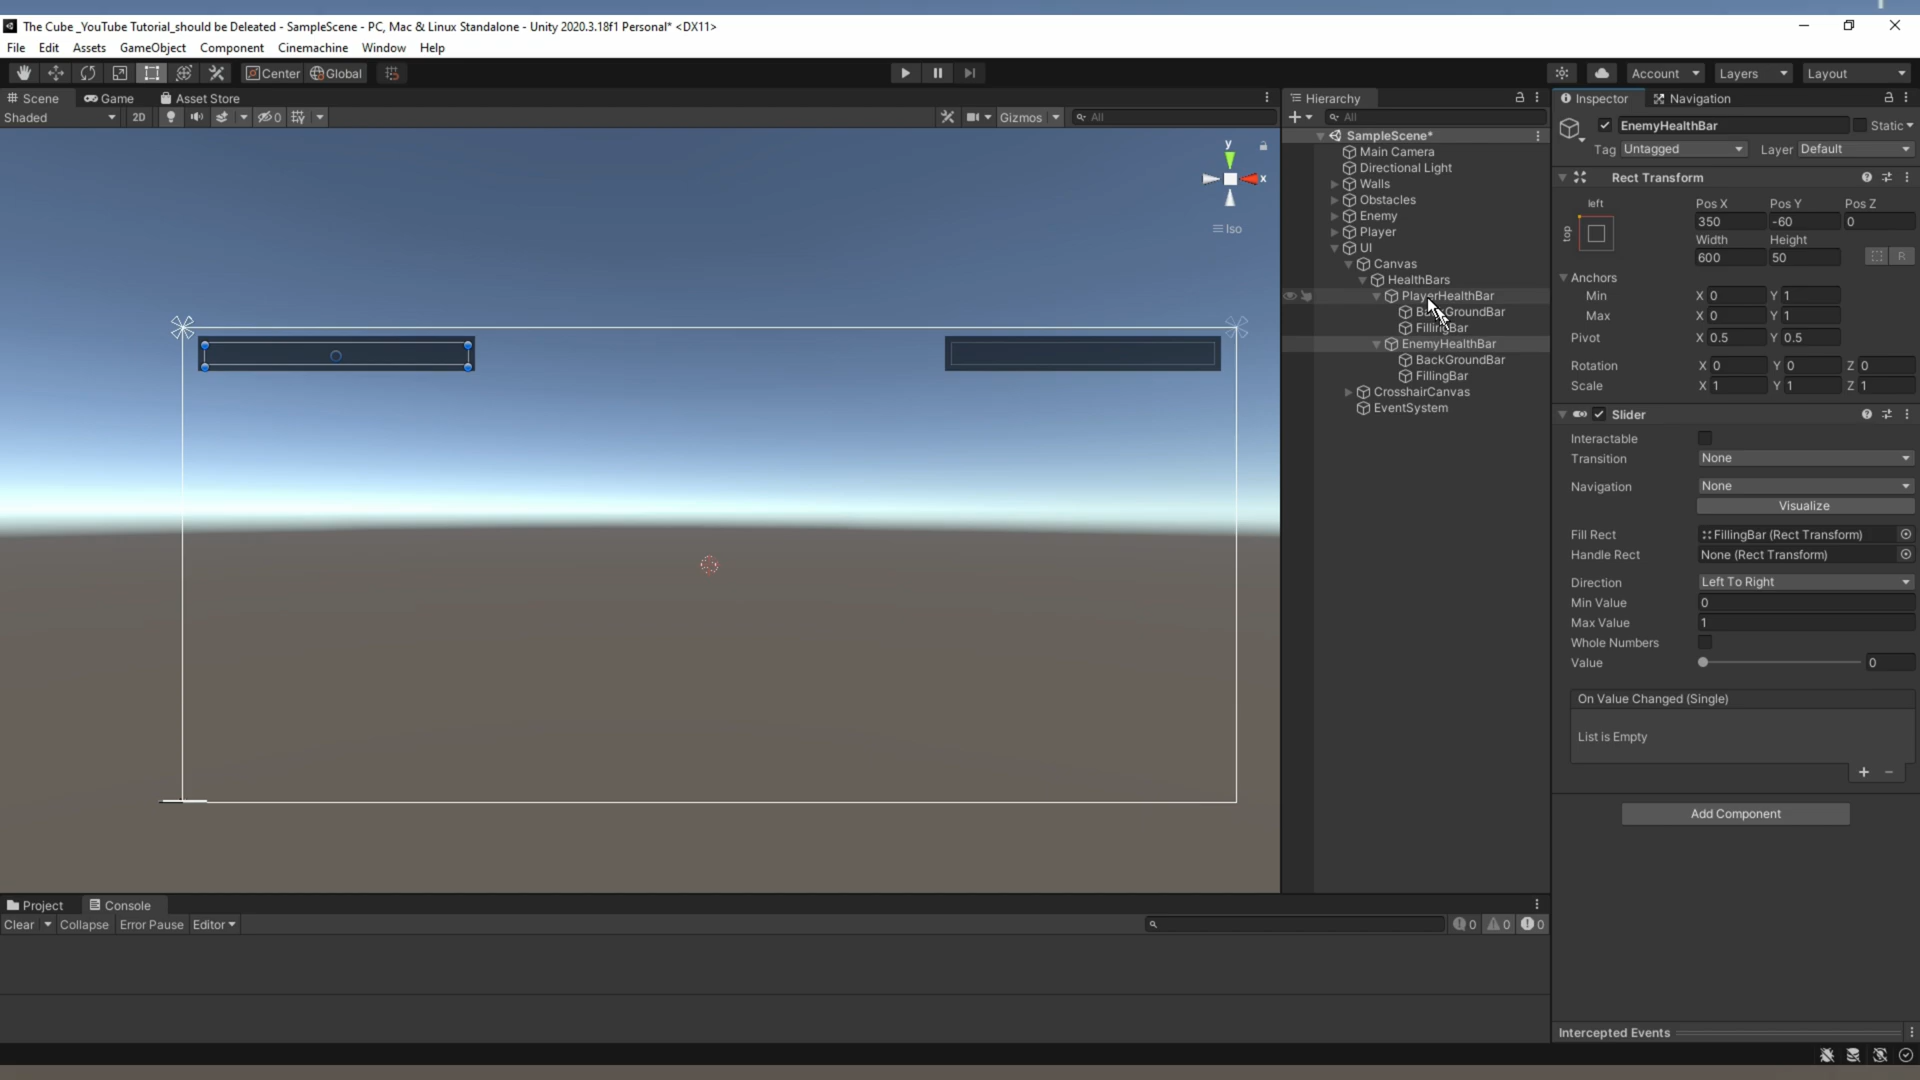 The Cube _YouTube Tutorial_should be Deleated - SampleScene - PC, Mac & Linux Standalone - Unity 2020.3.18f1 Personal* <DX11>
File Edit Assets GameObject Component Cinemachine Window Help
Center Global Account Layers Layout
Scene Game Asset Store
Shaded 2D 0 Gizmos All
y
x
Iso
Hierarchy
All
SampleScene*
Main Camera
Directional Light
Walls
Obstacles
Enemy
Player
UI
Canvas
HealthBars
PlayerHealthBar
BackGroundBar
FillingBar
EnemyHealthBar
BackGroundBar
FillingBar
CrosshairCanvas
EventSystem
Inspector Navigation
EnemyHealthBar Static
Tag Untagged Layer Default
Rect Transform
left
top
Pos X Pos Y Pos Z
350 -60 0
Width Height
600 50 R
Anchors
Min X 0 Y 1
Max X 0 Y 1
Pivot X 0.5 Y 0.5
Rotation X 0 Y 0 Z 0
Scale X 1 Y 1 Z 1
Slider
Interactable
Transition None
Navigation None
Visualize
Fill Rect FillingBar (Rect Transform)
Handle Rect None (Rect Transform)
Direction Left To Right
Min Value 0
Max Value 1
Whole Numbers
Value 0
On Value Changed (Single)
List is Empty
+ −
Add Component
Intercepted Events
Project Console
Clear Collapse Error Pause Editor 0 0 0